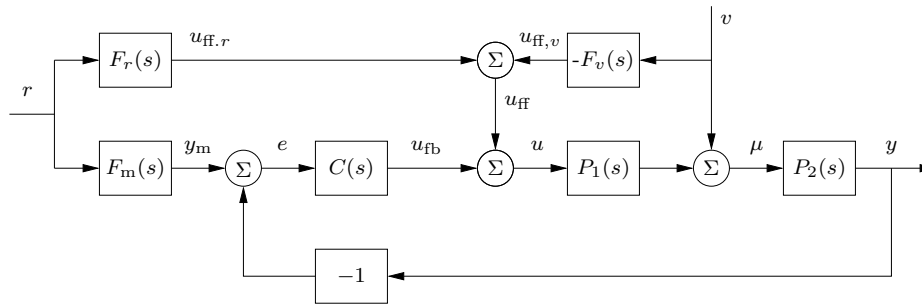 v
u_ff.r
u_ff,v
F_r(s)
Σ
-F_v(s)
r
u_ff
y_m
e
u_fb
u
μ
y
F_m(s)
Σ
C(s)
Σ
P_1(s)
Σ
P_2(s)
−1